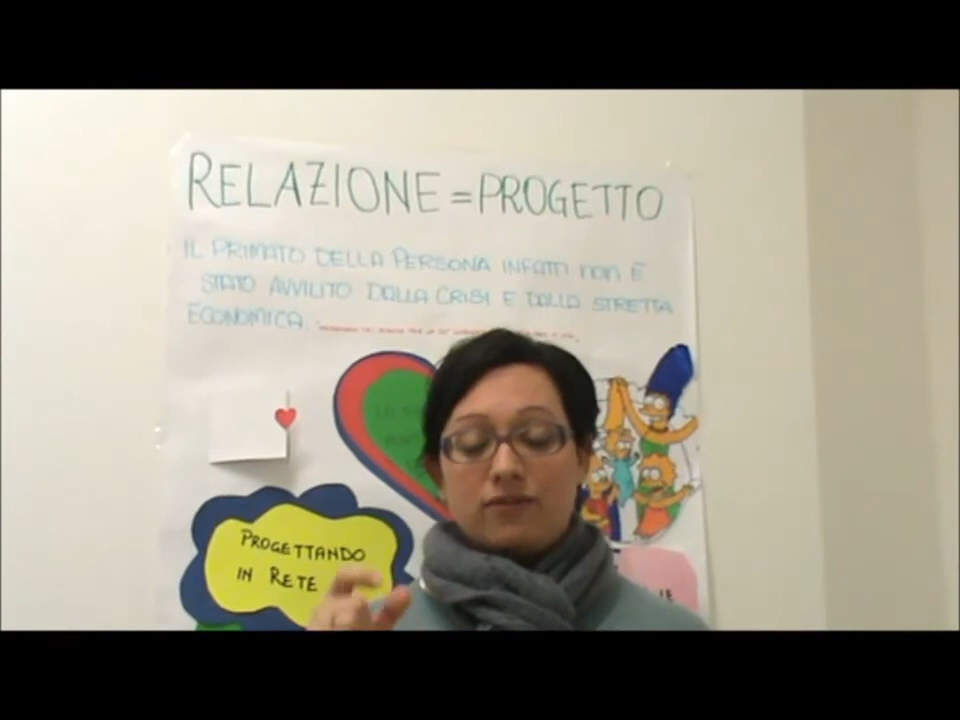 RELAZIONE = PROGETTO
IL PRIMATO DELLA PERSONA INFATTI NON È
STATO AVVILITO DALLA CRISI E DALLA STRETTA
ECONOMICA.
PROGETTANDO
IN RETE